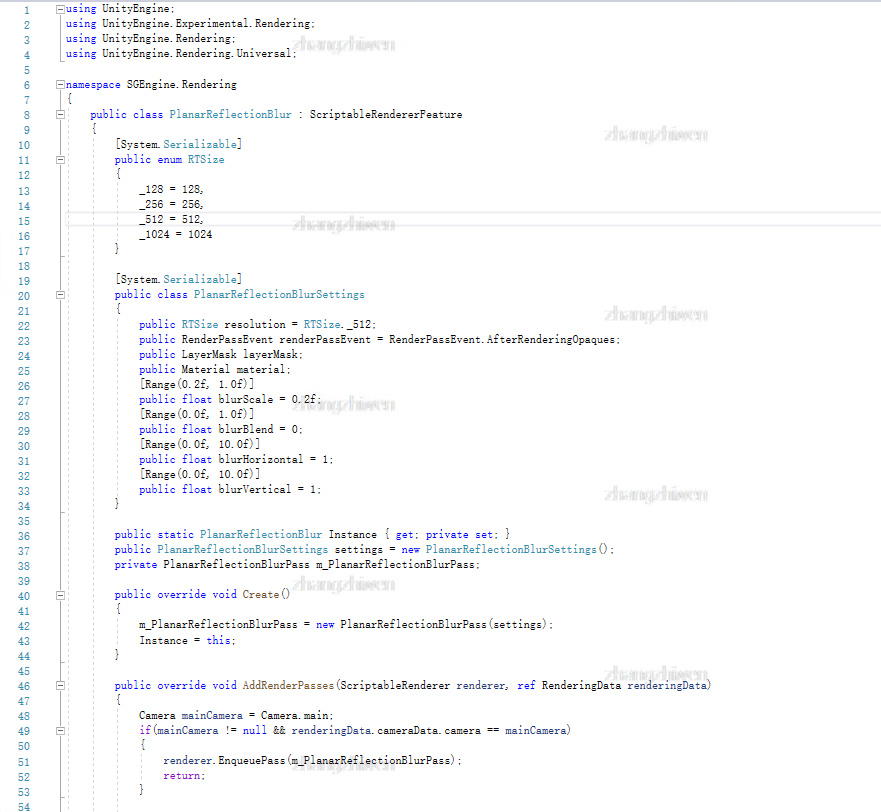 1 using UnityEngine;
2 using UnityEngine.Experimental.Rendering;
3 using UnityEngine.Rendering;
4 using UnityEngine.Rendering.Universal;
5
6 namespace SGEngine.Rendering
7 {
8 public class PlanarReflectionBlur : ScriptableRendererFeature
9 {
10 [System.Serializable]
11 public enum RTSize
12 {
13 _128 = 128,
14 _256 = 256,
15 _512 = 512,
16 _1024 = 1024
17 }
18
19 [System.Serializable]
20 public class PlanarReflectionBlurSettings
21 {
22 public RTSize resolution = RTSize._512;
23 public RenderPassEvent renderPassEvent = RenderPassEvent.AfterRenderingOpaques;
24 public LayerMask layerMask;
25 public Material material;
26 [Range(0.2f, 1.0f)]
27 public float blurScale = 0.2f;
28 [Range(0.0f, 1.0f)]
29 public float blurBlend = 0;
30 [Range(0.0f, 10.0f)]
31 public float blurHorizontal = 1;
32 [Range(0.0f, 10.0f)]
33 public float blurVertical = 1;
34 }
35
36 public static PlanarReflectionBlur Instance { get; private set; }
37 public PlanarReflectionBlurSettings settings = new PlanarReflectionBlurSettings();
38 private PlanarReflectionBlurPass m_PlanarReflectionBlurPass;
39
40 public override void Create()
41 {
42 m_PlanarReflectionBlurPass = new PlanarReflectionBlurPass(settings);
43 Instance = this;
44 }
45
46 public override void AddRenderPasses(ScriptableRenderer renderer, ref RenderingData renderingData)
47 {
48 Camera mainCamera = Camera.main;
49 if(mainCamera != null && renderingData.cameraData.camera == mainCamera)
50 {
51 renderer.EnqueuePass(m_PlanarReflectionBlurPass);
52 return;
53 }
54